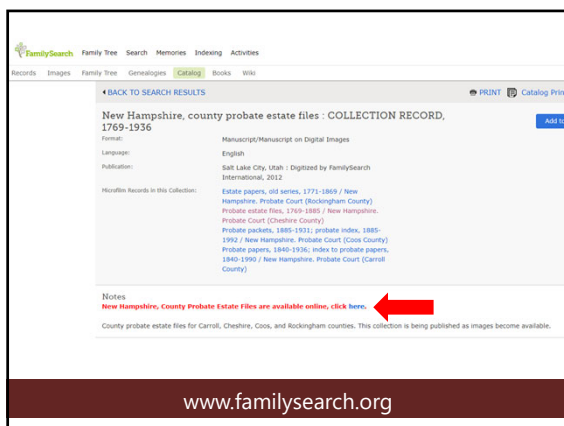 FamilySearch Family Tree Search Memories Indexing Activities
Records Images Family Tree Genealogies Catalog Books Wiki
BACK TO SEARCH RESULTS PRINT Catalog Prin
New Hampshire, county probate estate files : COLLECTION RECORD,
1769-1936
Add to
Format: Manuscript/Manuscript on Digital Images
Language: English
Publication: Salt Lake City, Utah : Digitized by FamilySearch
International, 2012
Microfilm Records in this Collection: Estate papers, old series, 1771-1869 / New
Hampshire. Probate Court (Rockingham County)
Probate estate files, 1769-1885 / New Hampshire.
Probate Court (Cheshire County)
Probate packets, 1885-1931; probate index, 1885-
1992 / New Hampshire. Probate Court (Coos County)
Probate papers, 1840-1936; index to probate papers,
1840-1990 / New Hampshire. Probate Court (Carroll
County)
Notes
New Hampshire, County Probate Estate Files are available online, click here.
County probate estate files for Carroll, Cheshire, Coos, and Rockingham counties. This collection is being published as images become available.
www.familysearch.org